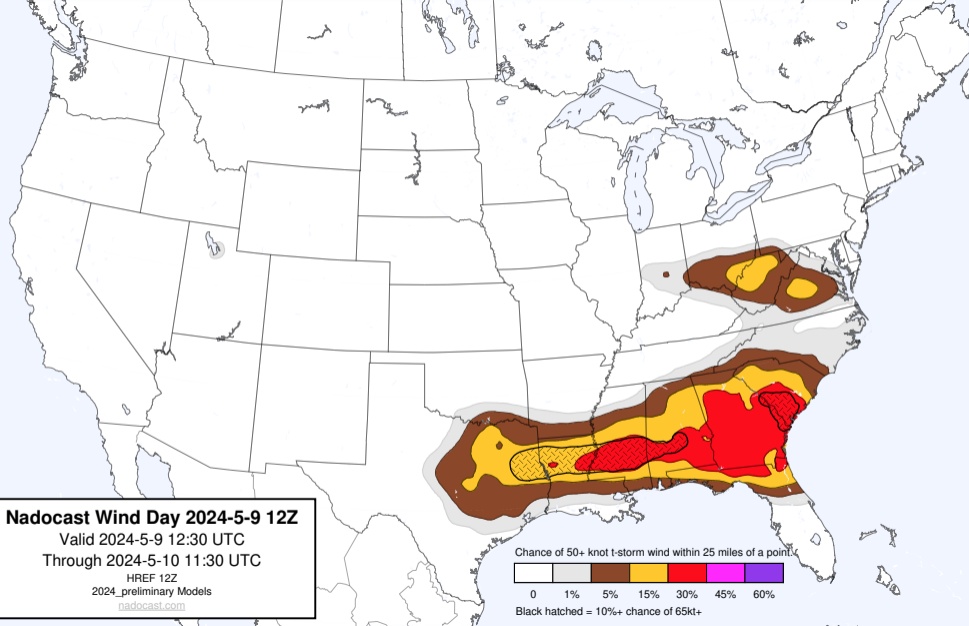 Nadocast Wind Day 2024-5-9 12Z
Valid 2024-5-9 12:30 UTC
Through 2024-5-10 11:30 UTC
HREF 12Z
2024_preliminary Models
nadocast.com
Chance of 50+ knot t-storm wind within 25 miles of a point.
0 1% 5% 15% 30% 45% 60%
Black hatched = 10%+ chance of 65kt+